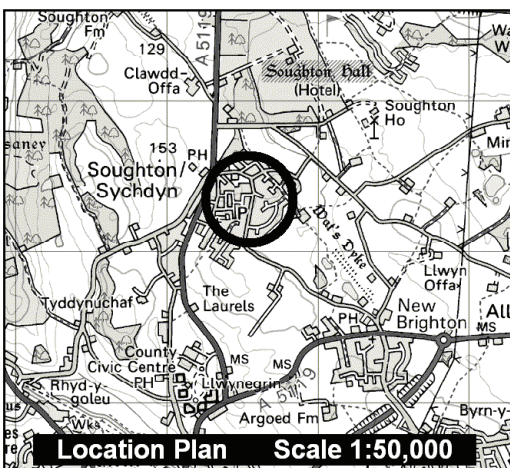 Soughton
Fm
129
A 5119
Clawdd
Offa
Soughton Hall
(Hotel)
Soughton
Ho
153
PH
Soughton/
Sychdyn
P
P
Wat's Dyke
Llwyn
Offa
Tyddynuchaf
The
Laurels
New
Brighton
PH
MS
County
Civic Centre
PH
P
MS
MS
Rhyd-y-
goleu
Llwynegrin
A 5119
Argoed Fm
Byrn-y-
Wks
Location Plan
Scale 1:50,000